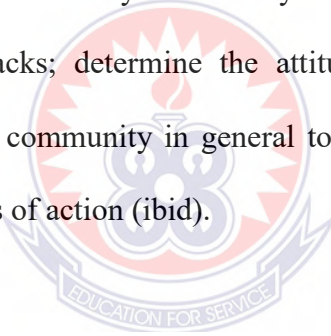 acks; determine the attitu
community in general to
s of action (ibid).
EDUCATION FOR SERVICE